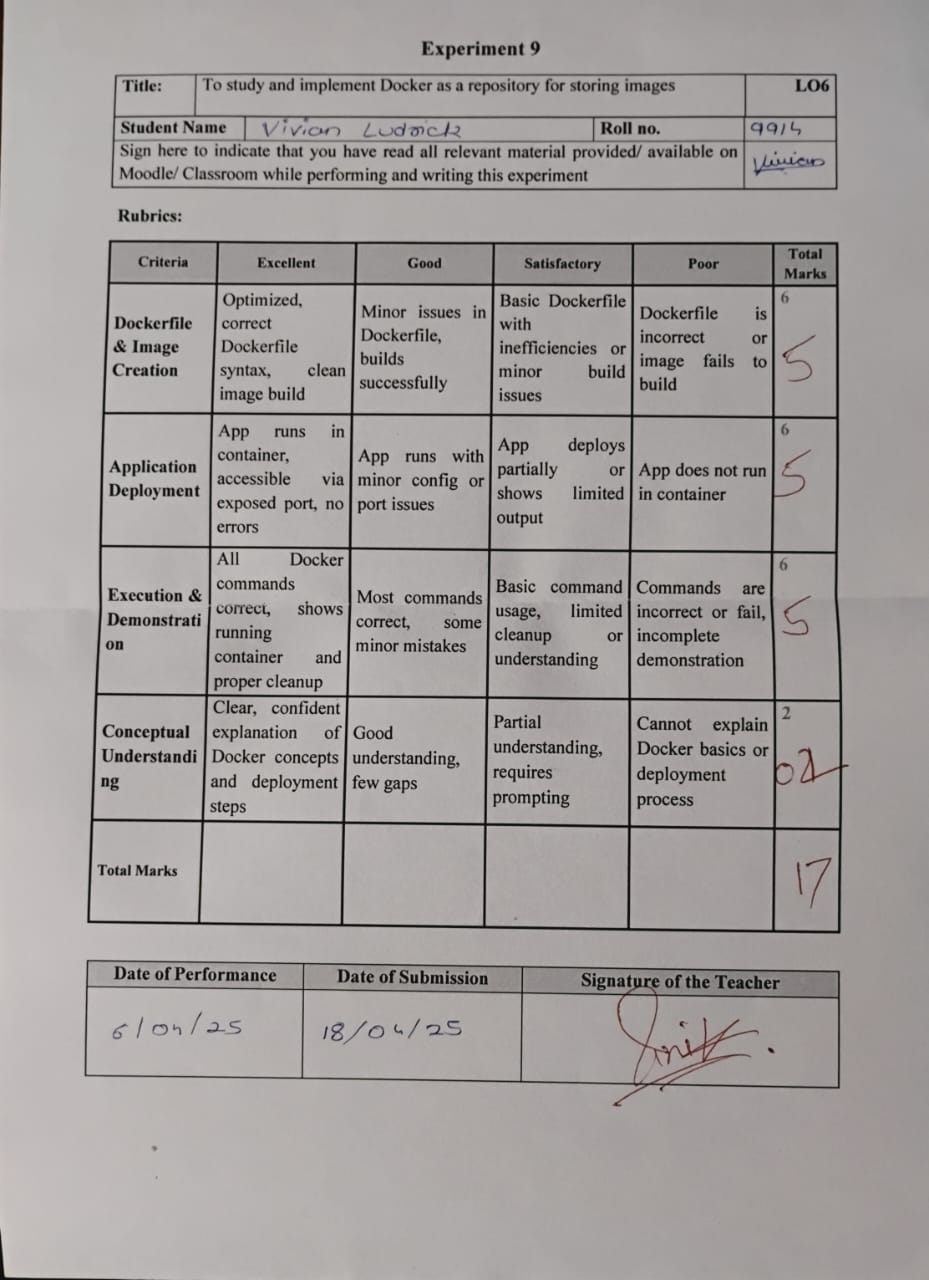 Experiment 9
Title: To study and implement Docker as a repository for storing images LO6
Student Name Vivian Ludrick Roll no. 9914
Sign here to indicate that you have read all relevant material provided/ available on
Moodle/ Classroom while performing and writing this experiment
Vivian
Rubrics:
Criteria Excellent Good Satisfactory Poor Total Marks
Dockerfile
& Image
Creation
Optimized,
correct
Dockerfile
syntax, clean
image build
Minor issues in
Dockerfile,
builds
successfully
Basic Dockerfile
with
inefficiencies or
minor build
issues
Dockerfile is
incorrect or
image fails to
build
6
5
Application
Deployment
App runs in
container,
accessible via
exposed port, no
errors
App runs with
minor config or
port issues
App deploys
partially or
shows limited
output
App does not run
in container
6
5
Execution &
Demonstrati
on
All Docker
commands
correct, shows
running
container and
proper cleanup
Most commands
correct, some
minor mistakes
Basic command
usage, limited
cleanup or
understanding
Commands are
incorrect or fail,
incomplete
demonstration
6
5
Conceptual
Understandi
ng
Clear, confident
explanation of
Docker concepts
and deployment
steps
Good
understanding,
few gaps
Partial
understanding,
requires
prompting
Cannot explain
Docker basics or
deployment
process
2
02
Total Marks
17
Date of Performance Date of Submission Signature of the Teacher
6/04/25 18/04/25